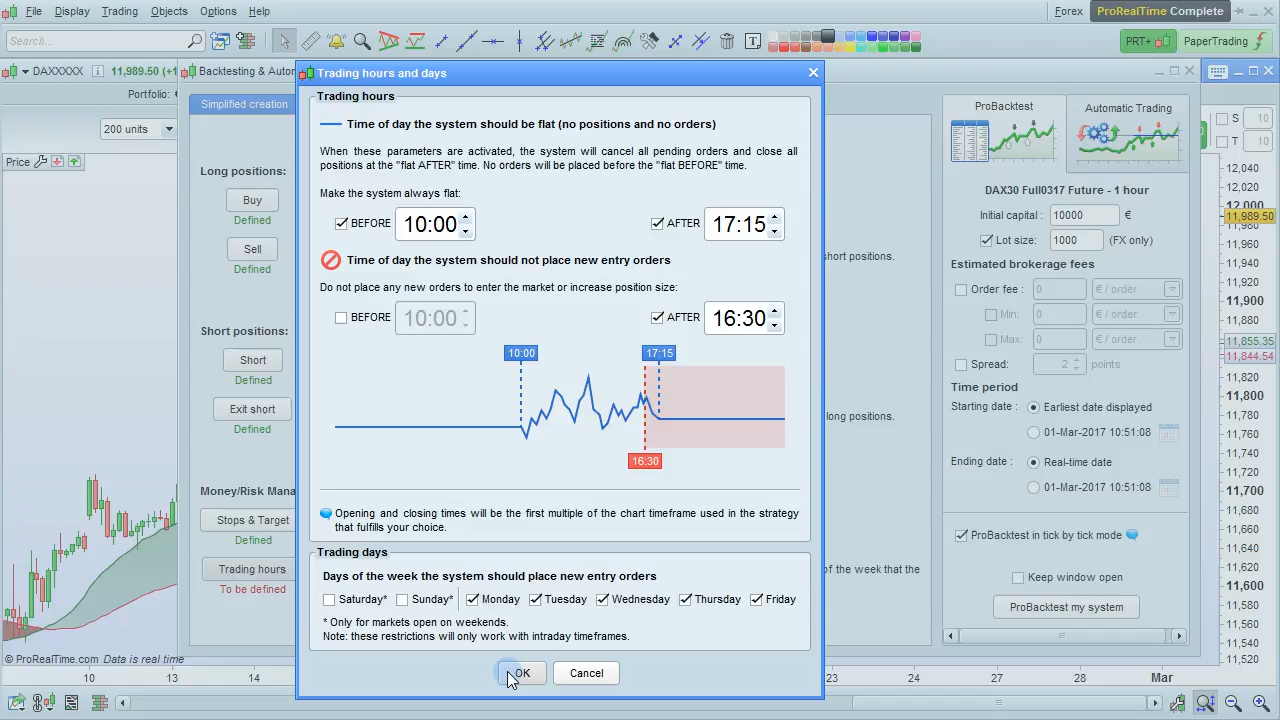 File Display Trading Objects Options Help Forex ProRealTime Complete
Search... PRT+ PaperTrading
DAXXXXX 11,989.50 (+1 Backtesting & Autor
Portfolio:
200 units
Price
Simplified creation
Long positions:
Buy
Defined
Sell
Defined
Short positions:
Short
Defined
Exit short
Defined
Money/Risk Mana
Stops & Target
Defined
Trading hours
To be defined
Trading hours and days
Trading hours
Time of day the system should be flat (no positions and no orders)
When these parameters are activated, the system will cancel all pending orders and close all
positions at the "flat AFTER" time. No orders will be placed before the "flat BEFORE" time.
Make the system always flat:
BEFORE 10:00 AFTER 17:15
Time of day the system should not place new entry orders
Do not place any new orders to enter the market or increase position size:
BEFORE 10:00 AFTER 16:30
10:00 17:15
16:30
Opening and closing times will be the first multiple of the chart timeframe used in the strategy
that fulfills your choice.
Trading days
Days of the week the system should place new entry orders
Saturday* Sunday* Monday Tuesday Wednesday Thursday Friday
* Only for markets open on weekends.
Note: these restrictions will only work with intraday timeframes.
OK Cancel
short positions.
long positions.
of the week that the
ProBacktest Automatic Trading
DAX30 Full0317 Future - 1 hour
Initial capital : 10000 €
Lot size: 1000 (FX only)
Estimated brokerage fees
Order fee : 0 € / order
Min: 0 € / order
Max: 0 € / order
Spread: 2 points
Time period
Starting date : Earliest date displayed
01-Mar-2017 10:51:08
Ending date : Real-time date
01-Mar-2017 10:51:08
ProBacktest in tick by tick mode
Keep window open
ProBacktest my system
S 10
T 10
12,040
12,020
12,000
11,989.50
11,980
11,960
11,940
11,920
11,900
11,880
11,855.35
11,844.54
11,820
11,800
11,780
11,760
11,740
11,720
11,700
11,680
11,660
11,640
11,620
11,600
11,580
11,560
11,540
11,520
© ProRealTime.com Data is real time
10 13 14 23 24 27 28 Mar